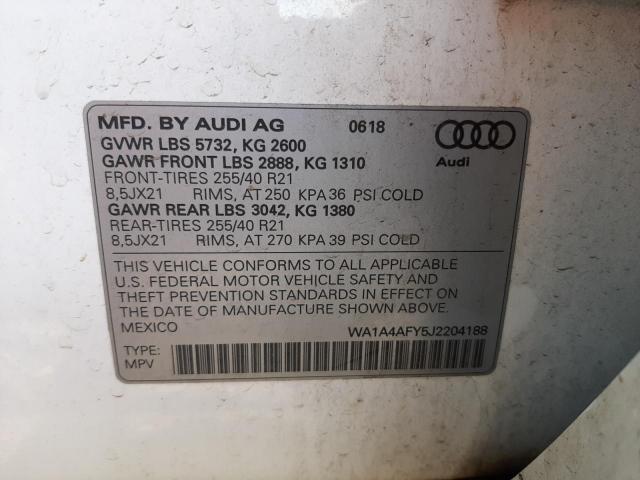 MFD. BY AUDI AG 0618
GVWR LBS 5732, KG 2600
GAWR FRONT LBS 2888, KG 1310
FRONT-TIRES 255/40 R21
8,5JX21 RIMS, AT 250 KPA 36 PSI COLD
GAWR REAR LBS 3042, KG 1380
REAR-TIRES 255/40 R21
8,5JX21 RIMS, AT 270 KPA 39 PSI COLD
Audi
THIS VEHICLE CONFORMS TO ALL APPLICABLE
U.S. FEDERAL MOTOR VEHICLE SAFETY AND
THEFT PREVENTION STANDARDS IN EFFECT ON
THE DATE OF MANUFACTURE SHOWN ABOVE.
MEXICO WA1A4AFY5J2204188
TYPE:
MPV